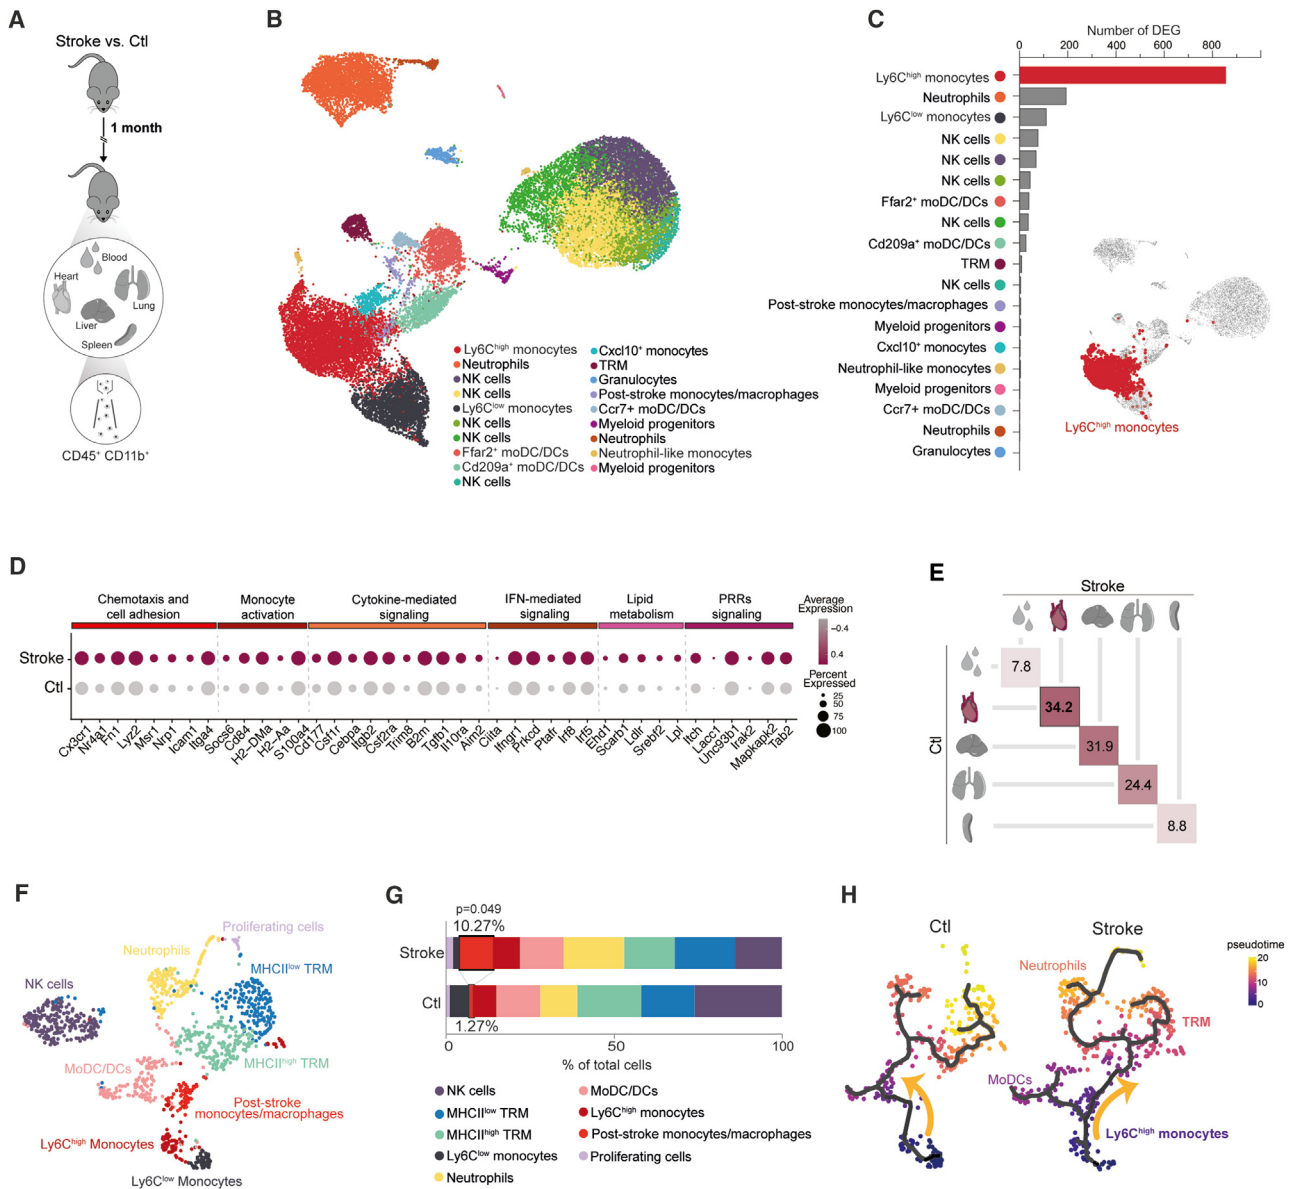 A
Stroke vs. Ctl
1 month
Blood
Heart
Lung
Liver
Spleen
CD45⁺ CD11b⁺
B
Ly6Chigh monocytes
Neutrophils
NK cells
NK cells
Ly6Clow monocytes
NK cells
NK cells
Ffar2⁺ moDC/DCs
Cd209a⁺ moDC/DCs
NK cells
Cxcl10⁺ monocytes
TRM
Granulocytes
Post-stroke monocytes/macrophages
Ccr7+ moDC/DCs
Myeloid progenitors
Neutrophils
Neutrophil-like monocytes
Myeloid progenitors
C
Number of DEG
0 200 400 600 800
Ly6Chigh monocytes
Neutrophils
Ly6Clow monocytes
NK cells
NK cells
NK cells
Ffar2⁺ moDC/DCs
NK cells
Cd209a⁺ moDC/DCs
TRM
NK cells
Post-stroke monocytes/macrophages
Myeloid progenitors
Cxcl10⁺ monocytes
Neutrophil-like monocytes
Myeloid progenitors
Ccr7+ moDC/DCs
Neutrophils
Granulocytes
Ly6Chigh monocytes
D
Chemotaxis and
cell adhesion
Monocyte
activation
Cytokine-mediated
signaling
IFN-mediated
signaling
Lipid
metabolism
PRRs
signaling
Stroke
Ctl
Cx3cr1
Nr4a1
Fn1
Lyz2
Msr1
Nrp1
Icam1
Itga4
Socs6
Cd84
H2-DMa
H2-Aa
S100a4
Cd177
Csf1r
Cebpa
Itgb2
Csf2ra
Trim8
B2m
Tgfb1
Il10ra
Aim2
Ciita
Ifngr1
Prkcd
Ptafr
Irf8
Irf5
Ehd1
Scarb1
Ldlr
Srebf2
Lpl
Itch
Lacc1
Unc93b1
Irak2
Mapkapk2
Tab2
Average
Expression
-0.4
0.4
Percent
Expressed
25
50
75
100
E
Stroke
Ctl
7.8
34.2
31.9
24.4
8.8
F
Proliferating cells
Neutrophils
MHCIIlow TRM
NK cells
MHCIIhigh TRM
MoDC/DCs
Post-stroke
monocytes/macrophages
Ly6Chigh Monocytes
Ly6Clow Monocytes
G
p=0.049
10.27%
Stroke
Ctl
1.27%
0 50 100
% of total cells
NK cells
MHCIIlow TRM
MHCIIhigh TRM
Ly6Clow monocytes
Neutrophils
MoDC/DCs
Ly6Chigh monocytes
Post-stroke monocytes/macrophages
Proliferating cells
H
Ctl
Stroke
pseudotime
20
10
0
Neutrophils
TRM
MoDCs
Ly6Chigh monocytes